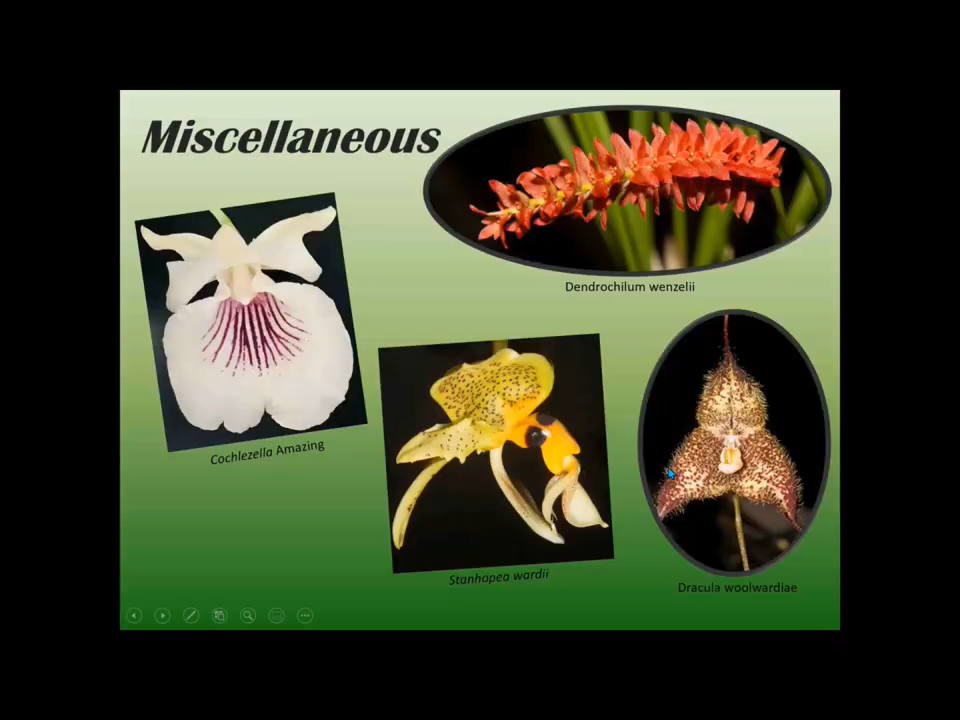 Miscellaneous
Dendrochilum wenzelii
Cochlezella Amazing
Stanhopea wardii
Dracula woolwardiae